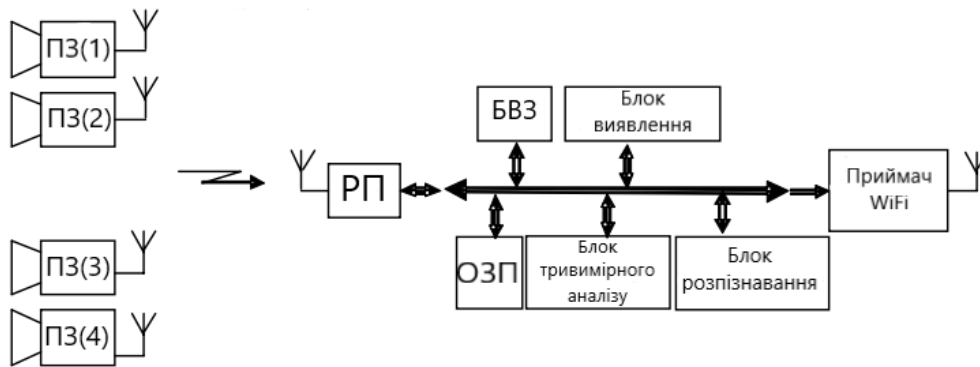 ПЗ(1)
ПЗ(2)
ПЗ(3)
ПЗ(4)
РП
БВЗ
Блок
виявлення
ОЗП
Блок
тривимірного
аналізу
Блок
розпізнавання
Приймач
WiFi